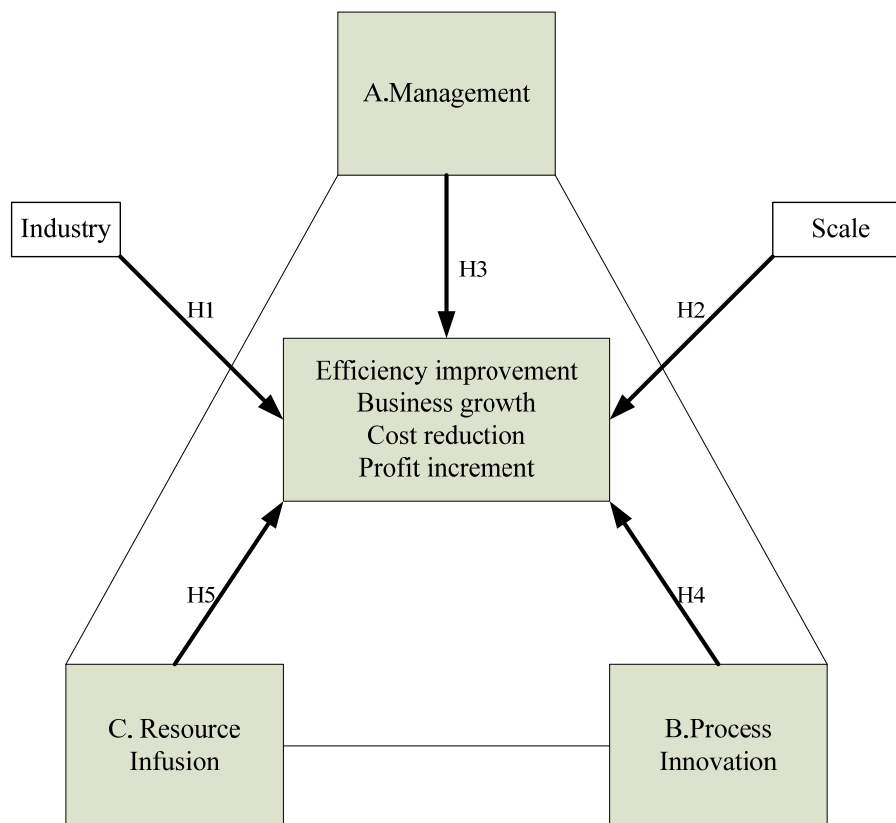 A.Management
Industry
Scale
H3
H1
H2
Efficiency improvement
Business growth
Cost reduction
Profit increment
H5
H4
C. Resource
Infusion
B.Process
Innovation